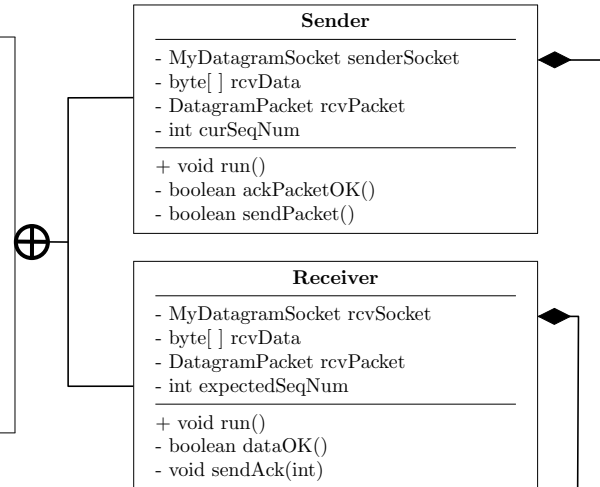 Sender
- MyDatagramSocket senderSocket
- byte[ ] rcvData
- DatagramPacket rcvPacket
- int curSeqNum
+ void run()
- boolean ackPacketOK()
- boolean sendPacket()
Receiver
- MyDatagramSocket rcvSocket
- byte[ ] rcvData
- DatagramPacket rcvPacket
- int expectedSeqNum
+ void run()
- boolean dataOK()
- void sendAck(int)